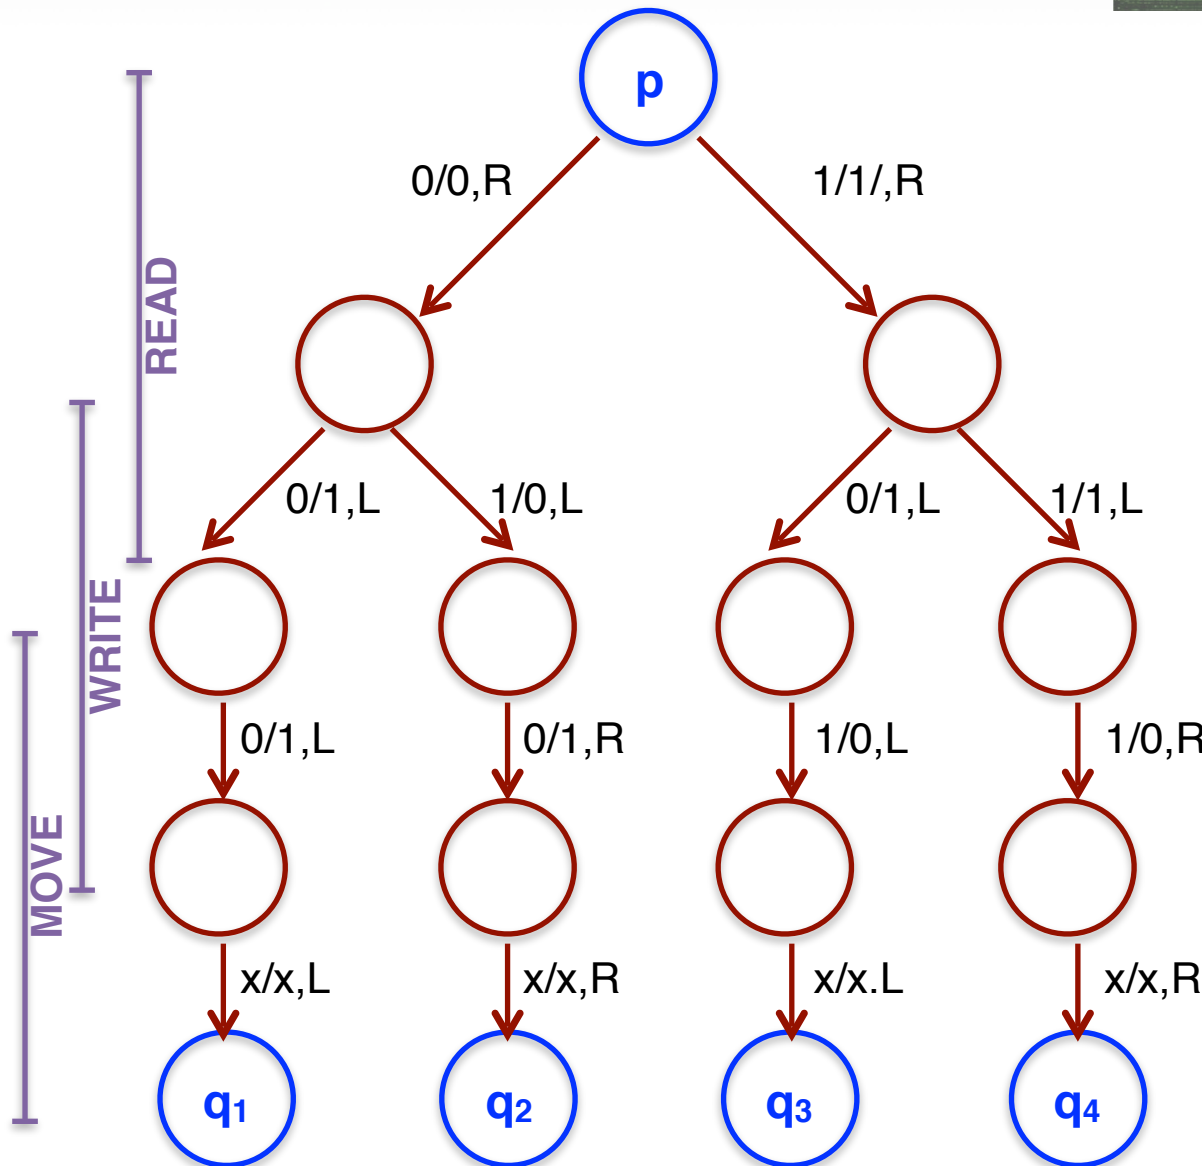 p
0/0,R 1/1/,R
READ
0/1,L 1/0,L 0/1,L 1/1,L
WRITE
0/1,L 0/1,R 1/0,L 1/0,R
MOVE
x/x,L x/x,R x/x.L x/x,R
q1 q2 q3 q4